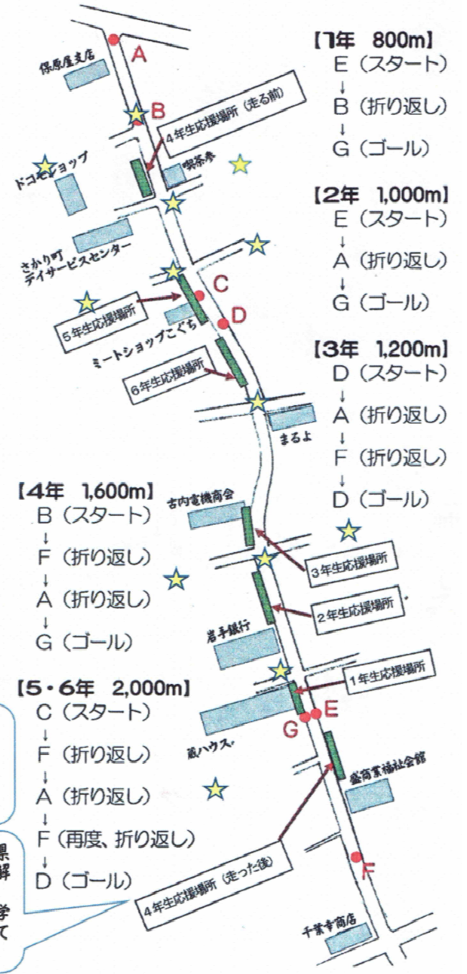 【1年 800m】
E（スタート）
↓
B（折り返し）
↓
G（ゴール）
【2年 1,000m】
E（スタート）
↓
A（折り返し）
↓
G（ゴール）
【3年 1,200m】
D（スタート）
↓
A（折り返し）
↓
F（折り返し）
↓
D（ゴール）
【4年 1,600m】
B（スタート）
↓
F（折り返し）
↓
A（折り返し）
↓
G（ゴール）
【5・6年 2,000m】
C（スタート）
↓
F（折り返し）
↓
A（折り返し）
↓
F（再度、折り返し）
↓
D（ゴール）
A
保原屋支店
B
4年生応援場所（走る前）
ドコモショップ
さかり町
デイサービスセンター
C
5年生応援場所
D
ミートショップこぐち
6年生応援場所
まるよ
古内電機商会
3年生応援場所
2年生応援場所
岩手銀行
1年生応援場所
E
G
蔵ハウス
盛商業福祉会館
F
4年生応援場所（走った後）
千葉幸商店